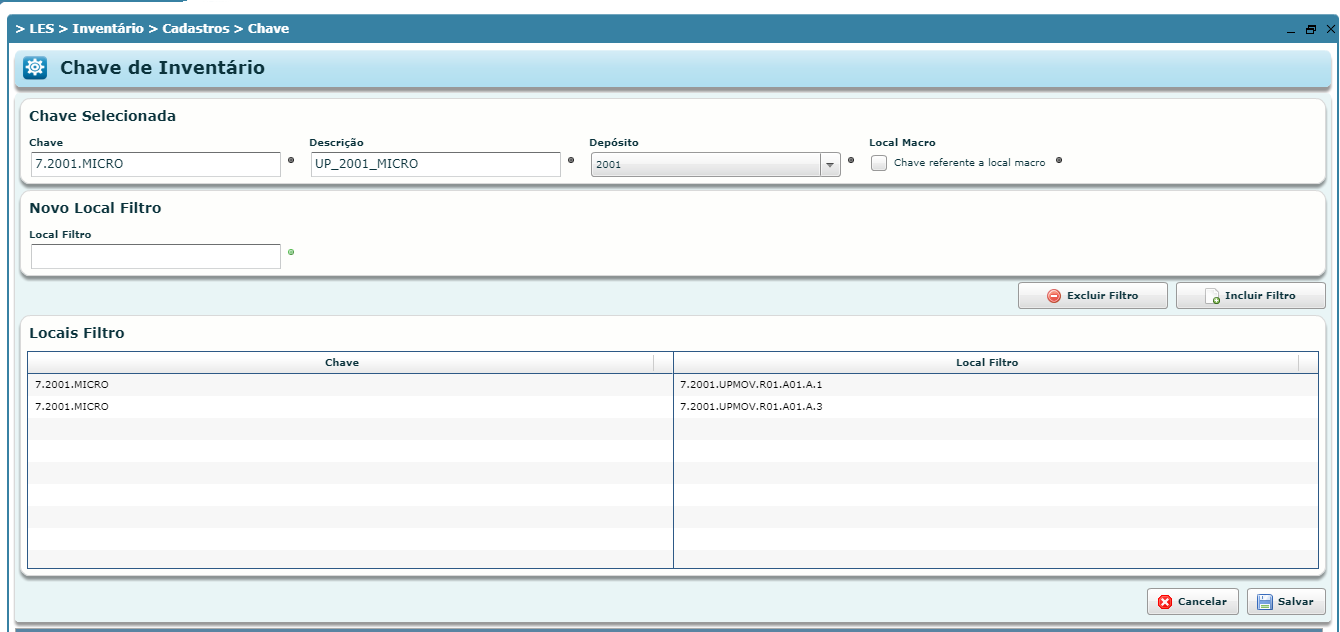 > LES > Inventário > Cadastros > Chave
Chave de Inventário
Chave Selecionada
Chave Descrição Depósito Local Macro
7.2001.MICRO UP_2001_MICRO 2001 Chave referente a local macro
Novo Local Filtro
Local Filtro
Excluir Filtro Incluir Filtro
Locais Filtro
Chave Local Filtro
7.2001.MICRO 7.2001.UPMOV.R01.A01.A.1
7.2001.MICRO 7.2001.UPMOV.R01.A01.A.3
Cancelar Salvar